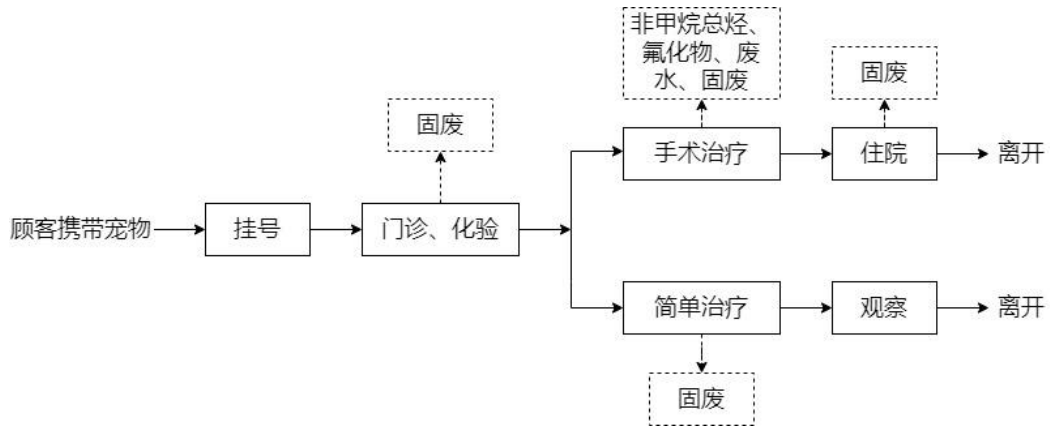 非甲烷总烃、
氟化物、废
水、固废
固废
固废
手术治疗
住院
离开
顾客携带宠物
挂号
门诊、化验
简单治疗
观察
离开
固废